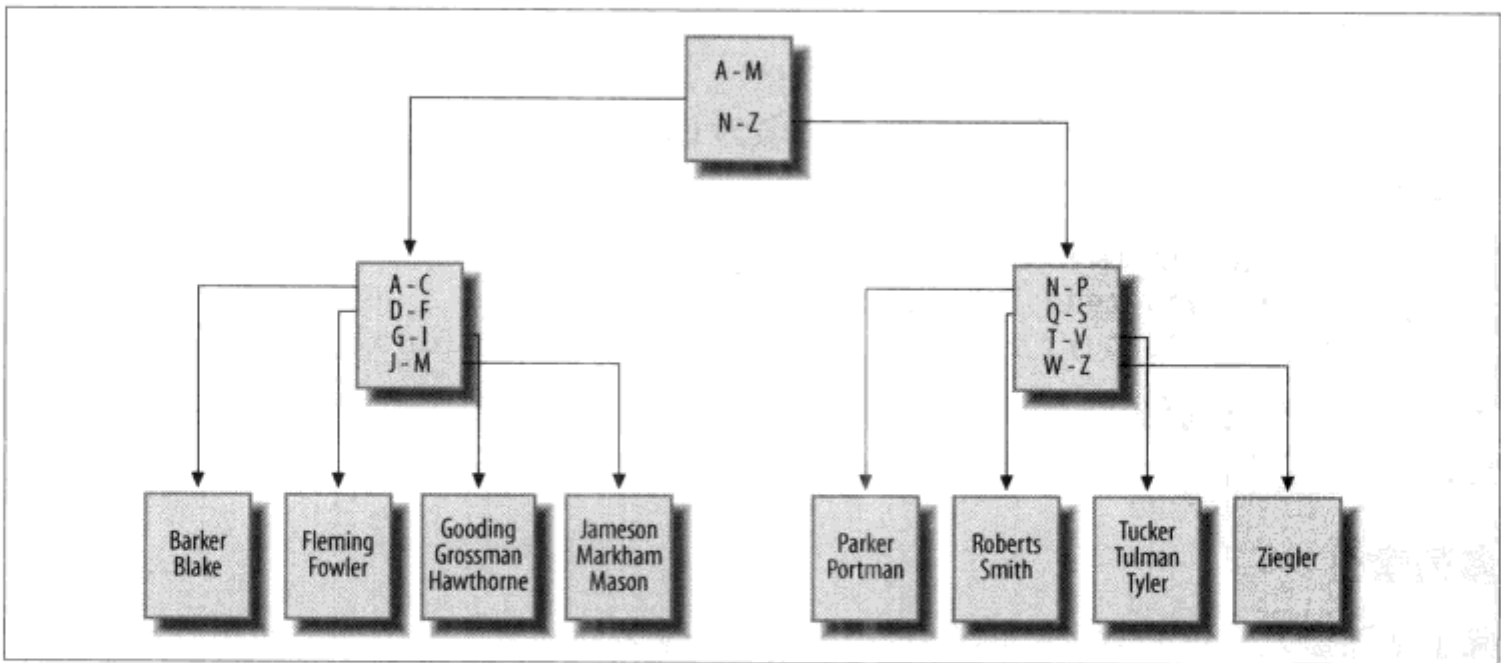 A - M
N - Z
A - C
D - F
G - I
J - M
N - P
Q - S
T - V
W - Z
Barker
Blake
Fleming
Fowler
Gooding
Grossman
Hawthorne
Jameson
Markham
Mason
Parker
Portman
Roberts
Smith
Tucker
Tulman
Tyler
Ziegler